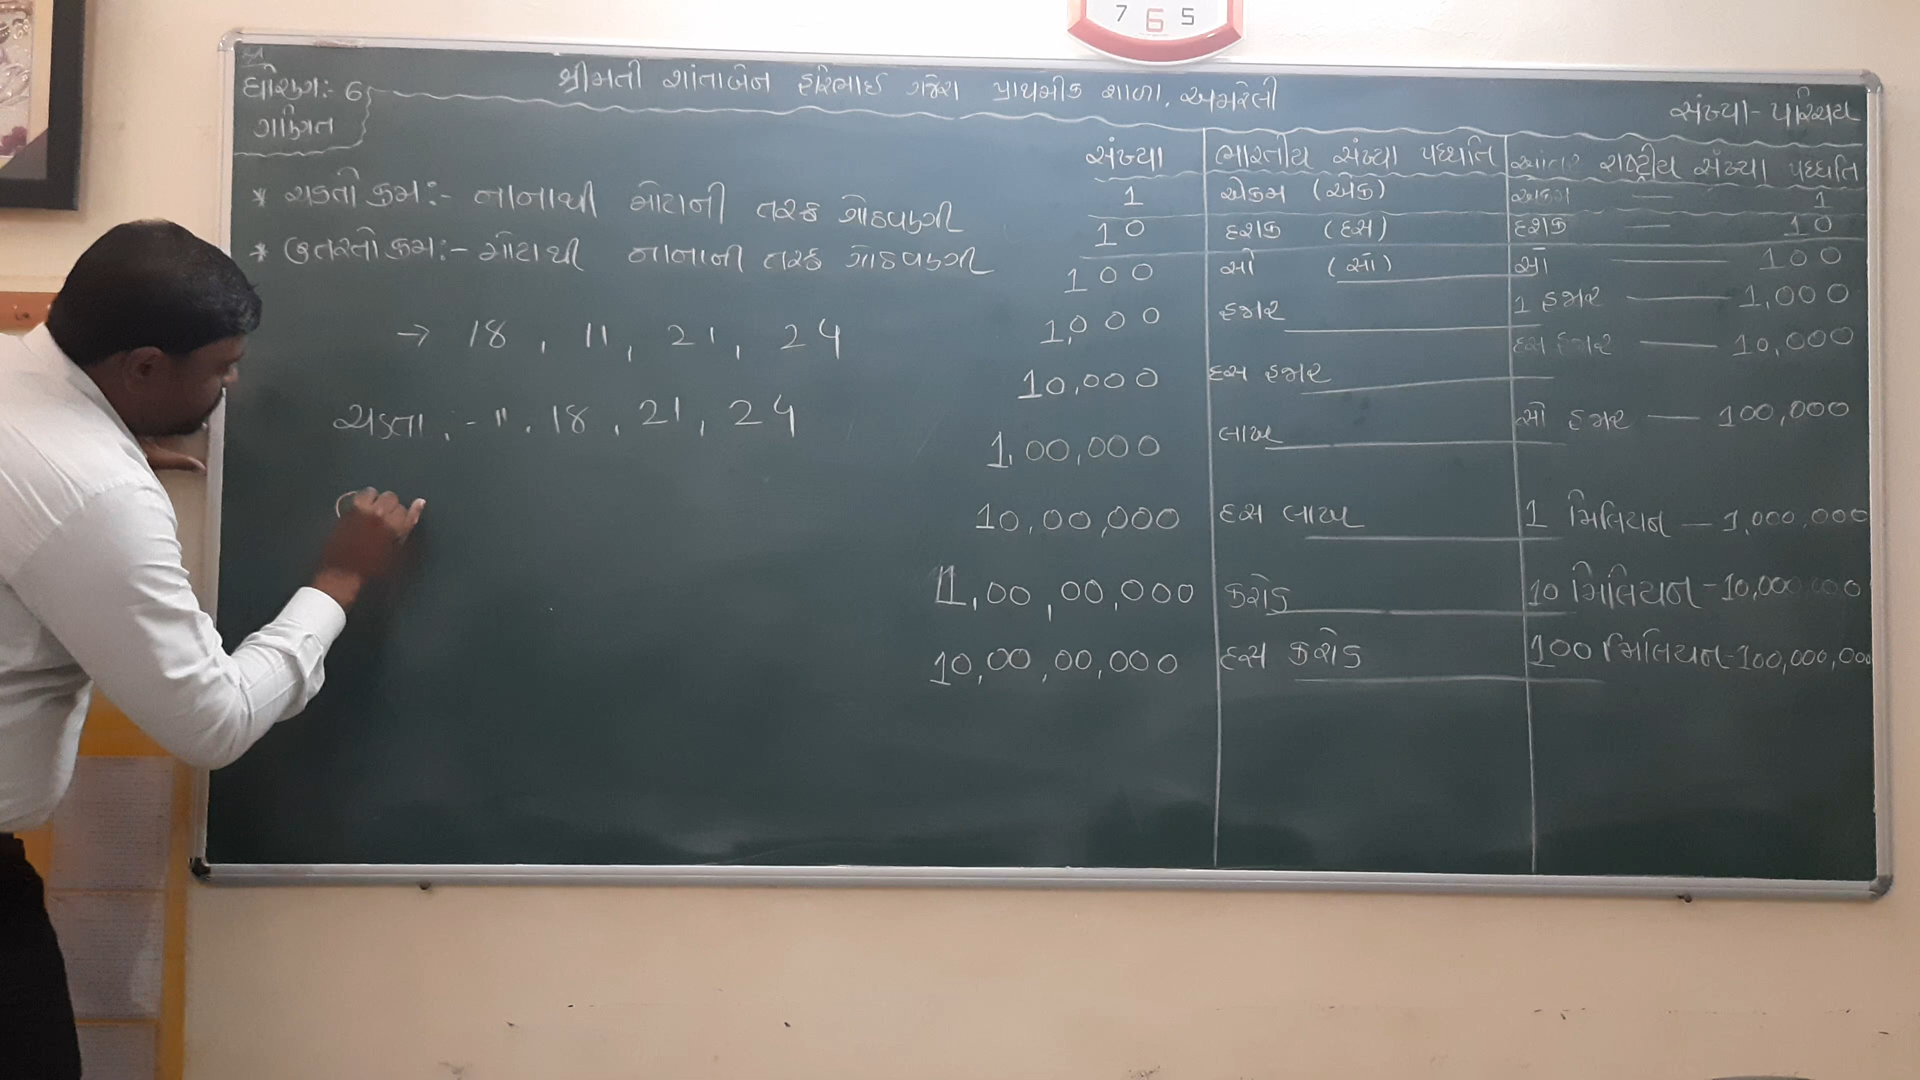 7 6 5
ધોરણ:- 6
ગણિત
શ્રીમતી શાંતાબેન હરિભાઇ ગજેરા પ્રાથમીક શાળા, અમરેલી
સંખ્યા - પરિચય
* ચડતો ક્રમ:- નાનાથી મોટાની તરફ ગોઠવણી
* ઉતરતો ક્રમ:- મોટાથી નાનાની તરફ ગોઠવણી
→ 18 , 11 , 21 , 24
ચડતા :- 11 , 18 , 21 , 24
સંખ્યા ભારતીય સંખ્યા પધ્ધતિ આંતર રાષ્ટ્રીય સંખ્યા પધ્ધતિ
1 એકમ (એક) એકમ — 1
10 દશક (દસ) દશક — 10
100 સો (સો) સો — 100
1,000 હજાર 1 હજાર — 1,000
10,000 દસ હજાર દસ હજાર — 10,000
1,00,000 લાખ સો હજાર — 100,000
10,00,000 દસ લાખ 1 મિલિયન — 1,000,000
1,00,00,000 કરોડ 10 મિલિયન - 10,000,000
10,00,00,000 દસ કરોડ 100 મિલિયન - 100,000,000